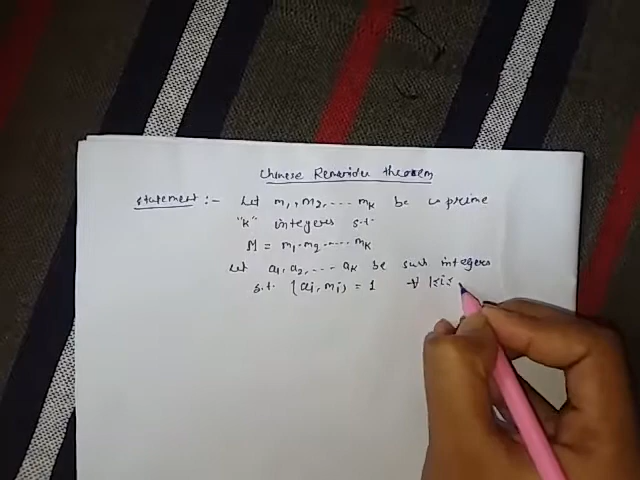 Chinese Remainder theorem
Statement :- Let m₁, m₂, .... mₖ be coprime
"k" integers s.t.
M = m₁.m₂..... mₖ
Let a₁, a₂, .... aₖ be such integers
s.t. (aᵢ, mᵢ) = 1 ∀ 1≤i≤